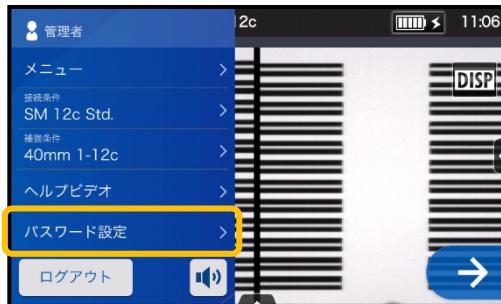 管理者
2c
11:06
メニュー
接続条件
SM 12c Std.
DISP
補強条件
40mm 1-12c
ヘルプビデオ
パスワード設定
ログアウト